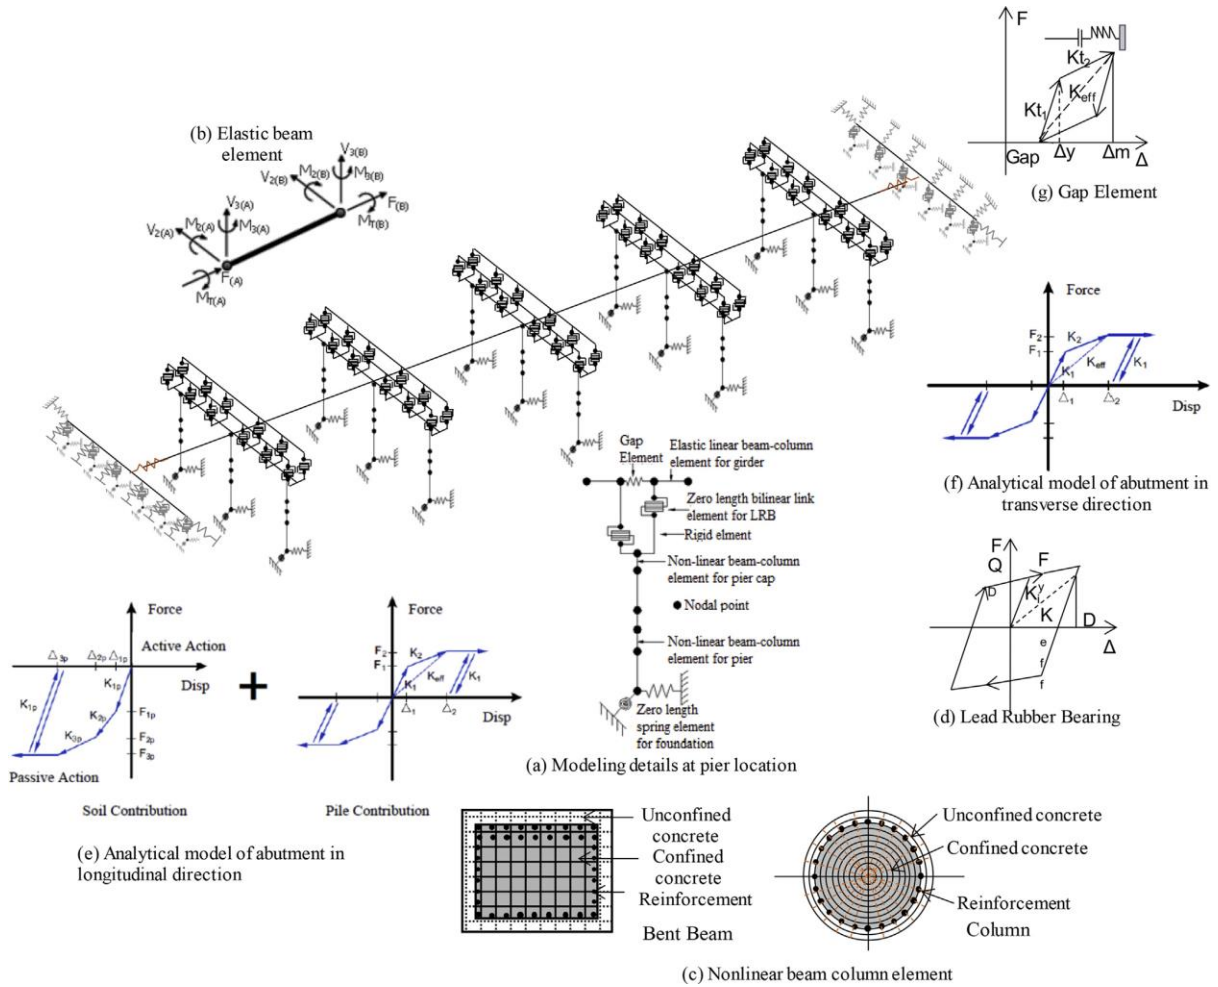 F
Kt2
Keff
Kt1
Gap
Δy
Δm
Δ
(g) Gap Element
(b) Elastic beam
element
V3(B)
M2(B)
M3(B)
V2(B)
F(B)
MT(B)
V3(A)
M2(A)
M3(A)
V2(A)
F(A)
MT(A)
Force
F2
F1
K2
Keff
K1
K1
Δ1
Δ2
Disp
(f) Analytical model of abutment in
transverse direction
Gap
Element
Elastic linear beam-column
element for girder
Zero length bilinear link
element for LRB
Rigid elment
Non-linear beam-column
element for pier cap
Nodal point
Non-linear beam-column
element for pier
Zero length
spring element
for foundation
(a) Modeling details at pier location
F
Q
D
F
y
K
i
K
e
f
f
D
Δ
(d) Lead Rubber Bearing
Force
Active Action
Δ3p
Δ2p
Δ1p
Disp
K1p
K1p
K2p
K3p
F1p
F2p
F3p
Passive Action
Soil Contribution
+
Force
F2
F1
K2
Keff
K1
K1
Δ1
Δ2
Disp
Pile Contribution
(e) Analytical model of abutment in
longitudinal direction
Unconfined
concrete
Confined
concrete
Reinforcement
Bent Beam
Unconfined concrete
Confined concrete
Reinforcement
Column
(c) Nonlinear beam column element